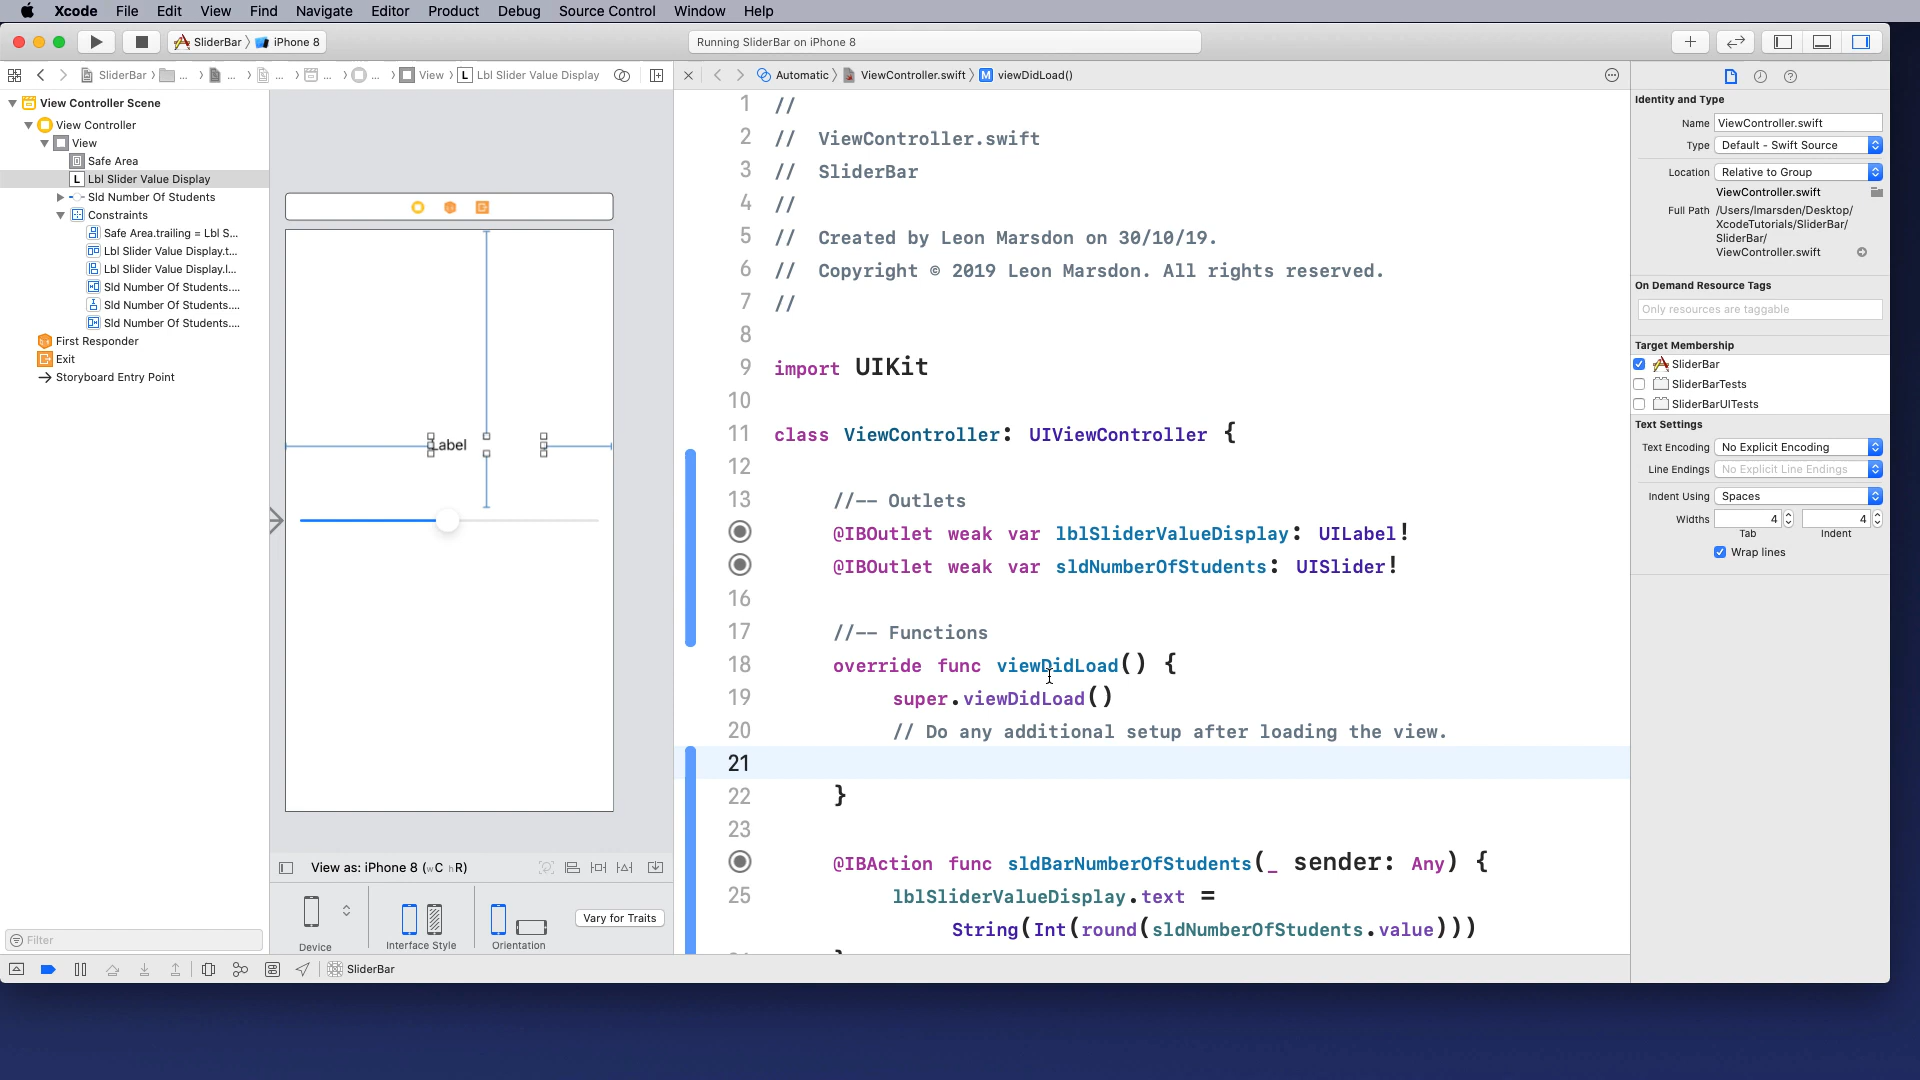 Xcode File Edit View Find Navigate Editor Product Debug Source Control Window Help
SliderBar iPhone 8
Running SliderBar on iPhone 8
SliderBar ... ... ... ... ... View L Lbl Slider Value Display
Automatic ViewController.swift M viewDidLoad()
View Controller Scene
View Controller
View
Safe Area
L Lbl Slider Value Display
Sld Number Of Students
Constraints
Safe Area.trailing = Lbl S...
Lbl Slider Value Display.t...
Lbl Slider Value Display.l...
Sld Number Of Students....
Sld Number Of Students....
Sld Number Of Students....
First Responder
Exit
Storyboard Entry Point
Filter
Label
View as: iPhone 8 (wC hR)
Device
Interface Style
Orientation
Vary for Traits
1 //
2 // ViewController.swift
3 // SliderBar
4 //
5 // Created by Leon Marsdon on 30/10/19.
6 // Copyright © 2019 Leon Marsdon. All rights reserved.
7 //
8
9 import UIKit
10
11 class ViewController: UIViewController {
12
13 //-- Outlets
@IBOutlet weak var lblSliderValueDisplay: UILabel!
@IBOutlet weak var sldNumberOfStudents: UISlider!
16
17 //-- Functions
18 override func viewDidLoad() {
19 super.viewDidLoad()
20 // Do any additional setup after loading the view.
21
22 }
23
@IBAction func sldBarNumberOfStudents(_ sender: Any) {
25 lblSliderValueDisplay.text =
String(Int(round(sldNumberOfStudents.value)))
SliderBar
Identity and Type
Name ViewController.swift
Type Default - Swift Source
Location Relative to Group
ViewController.swift
Full Path /Users/lmarsden/Desktop/
XcodeTutorials/SliderBar/
SliderBar/
ViewController.swift
On Demand Resource Tags
Only resources are taggable
Target Membership
SliderBar
SliderBarTests
SliderBarUITests
Text Settings
Text Encoding No Explicit Encoding
Line Endings No Explicit Line Endings
Indent Using Spaces
Widths 4 4
Tab Indent
Wrap lines